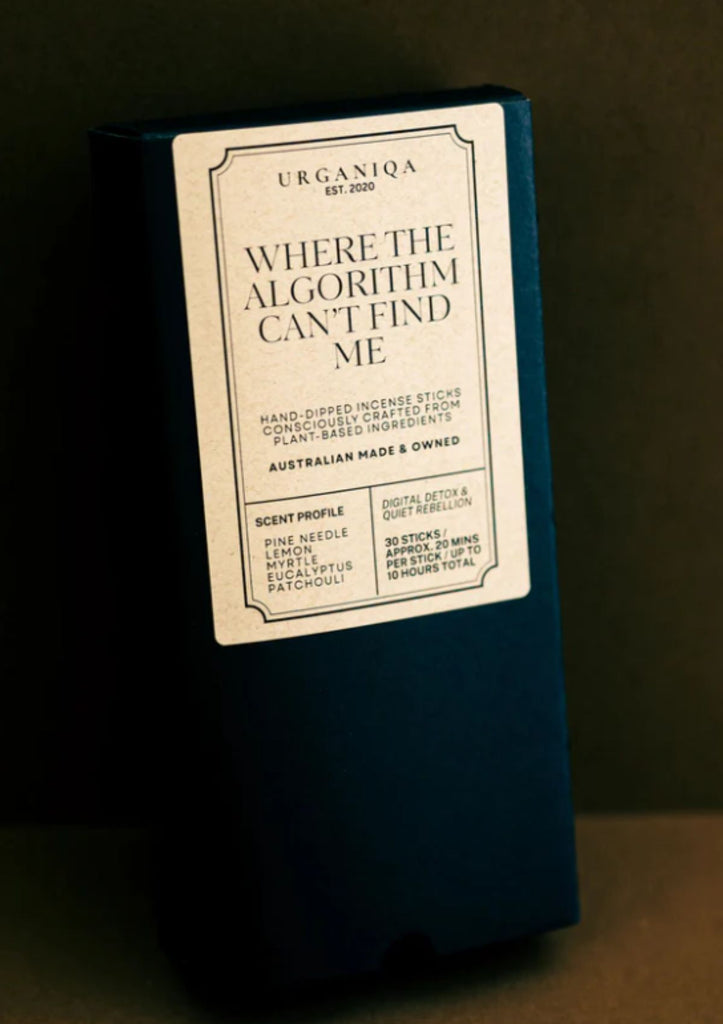 URGANIQA
EST. 2020
WHERE THE
ALGORITHM
CAN'T FIND
ME
HAND-DIPPED INCENSE STICKS
CONSCIOUSLY CRAFTED FROM
PLANT-BASED INGREDIENTS
AUSTRALIAN MADE & OWNED
SCENT PROFILE
PINE NEEDLE
LEMON
MYRTLE
EUCALYPTUS
PATCHOULI
DIGITAL DETOX &
QUIET REBELLION
30 STICKS /
APPROX. 20 MINS
PER STICK / UP TO
10 HOURS TOTAL